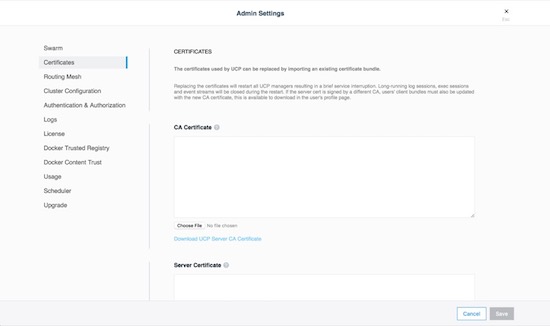 Admin Settings
Esc
Swarm
Certificates
Routing Mesh
Cluster Configuration
Authentication & Authorization
Logs
License
Docker Trusted Registry
Docker Content Trust
Usage
Scheduler
Upgrade
CERTIFICATES
The certificates used by UCP can be replaced by importing an existing certificate bundle.
Replacing the certificates will restart all UCP managers resulting in a brief service interruption. Long-running log sessions, exec sessions
and event streams will be closed during the restart. If the server cert is signed by a different CA, users' client bundles must also be updated
with the new CA certificate, this is available to download in the user's profile page.
CA Certificate ?
Choose File No file chosen
Download UCP Server CA Certificate
Server Certificate ?
Cancel
Save